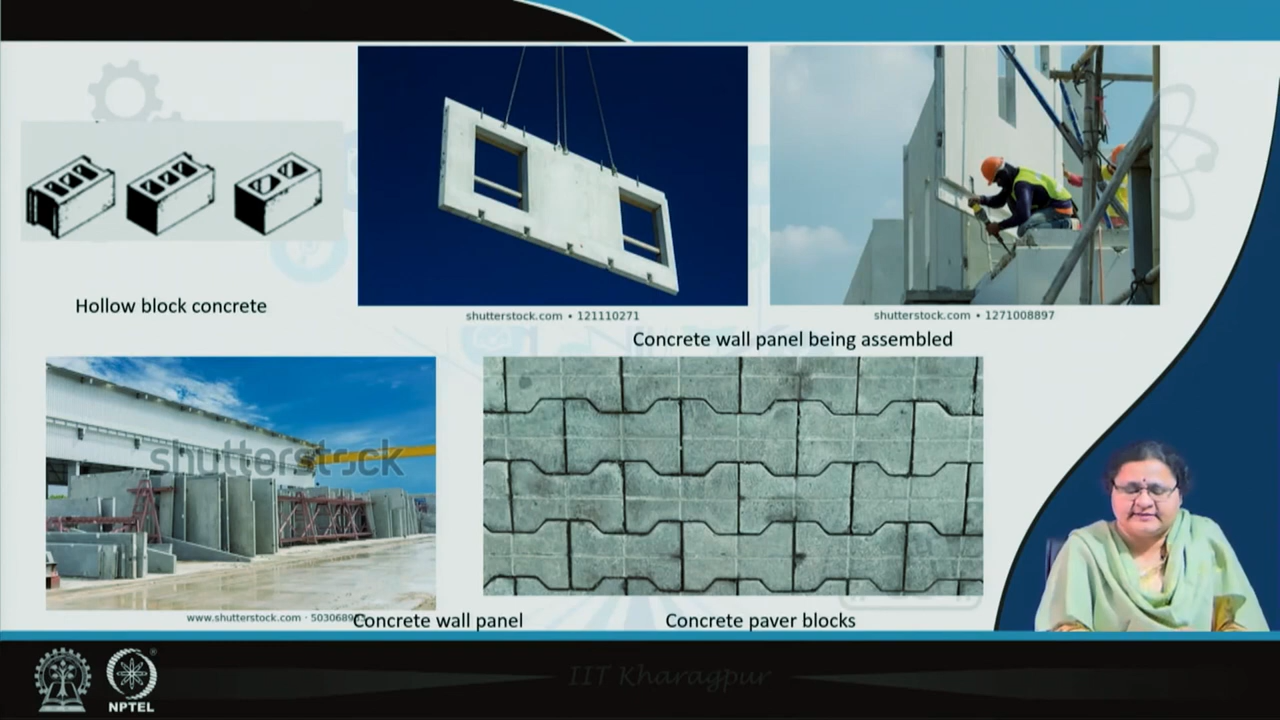 shutterstock.com • 121110271
shutterstock.com • 1271008897
Hollow block concrete
Concrete wall panel being assembled
shutterstock
www.shutterstock.com · 5030689
Concrete wall panel
Concrete paver blocks
IIT Kharagpur
NPTEL